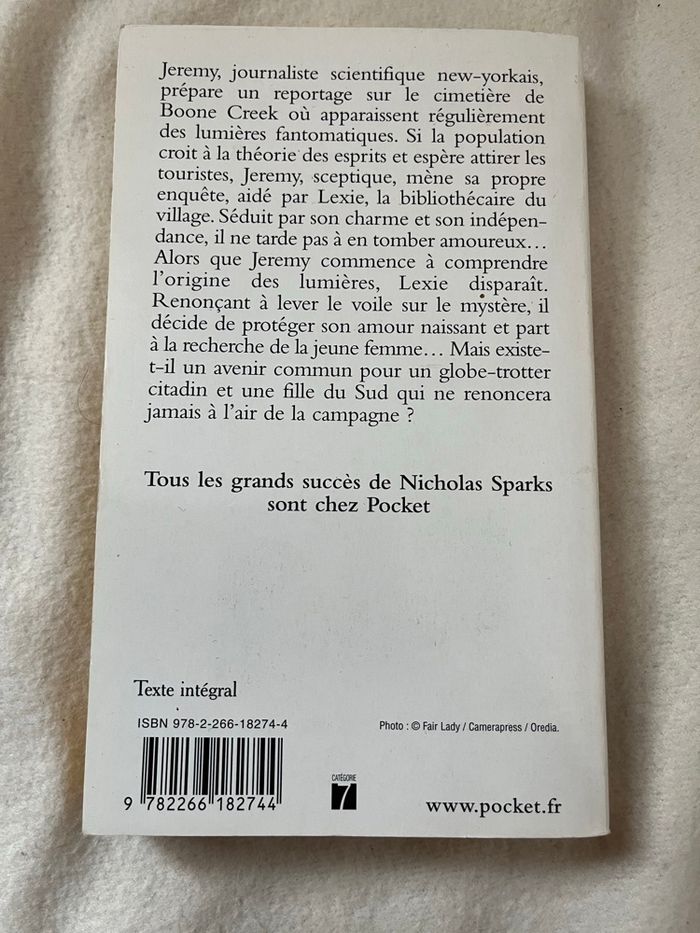 Jeremy, journaliste scientifique new-yorkais,
prépare un reportage sur le cimetière de
Boone Creek où apparaissent régulièrement
des lumières fantomatiques. Si la population
croit à la théorie des esprits et espère attirer les
touristes, Jeremy, sceptique, mène sa propre
enquête, aidé par Lexie, la bibliothécaire du
village. Séduit par son charme et son indépen-
dance, il ne tarde pas à en tomber amoureux…
Alors que Jeremy commence à comprendre
l’origine des lumières, Lexie disparaît.
Renonçant à lever le voile sur le mystère, il
décide de protéger son amour naissant et part
à la recherche de la jeune femme… Mais existe-
t-il un avenir commun pour un globe-trotter
citadin et une fille du Sud qui ne renoncera
jamais à l’air de la campagne ?
Tous les grands succès de Nicholas Sparks
sont chez Pocket
Texte intégral
ISBN 978-2-266-18274-4
Photo : © Fair Lady / Camerapress / Oredia.
9 782266 182744
CATÉGORIE
7
www.pocket.fr